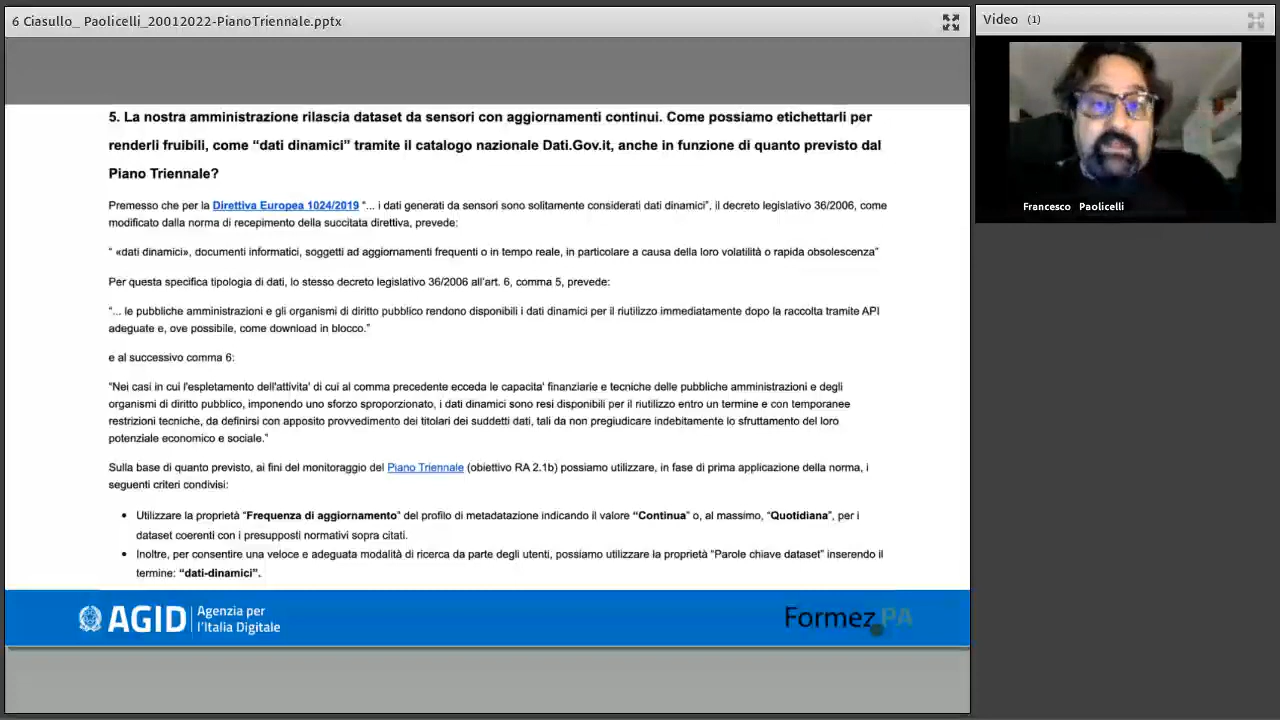 6 Ciasullo_ Paolicelli_20012022-PianoTriennale.pptx
Video (1)
Francesco Paolicelli
5. La nostra amministrazione rilascia dataset da sensori con aggiornamenti continui. Come possiamo etichettarli per
renderli fruibili, come “dati dinamici” tramite il catalogo nazionale Dati.Gov.it, anche in funzione di quanto previsto dal
Piano Triennale?
Premesso che per la Direttiva Europea 1024/2019 “... i dati generati da sensori sono solitamente considerati dati dinamici”, il decreto legislativo 36/2006, come
modificato dalla norma di recepimento della succitata direttiva, prevede:
“ «dati dinamici», documenti informatici, soggetti ad aggiornamenti frequenti o in tempo reale, in particolare a causa della loro volatilità o rapida obsolescenza”
Per questa specifica tipologia di dati, lo stesso decreto legislativo 36/2006 all’art. 6, comma 5, prevede:
“... le pubbliche amministrazioni e gli organismi di diritto pubblico rendono disponibili i dati dinamici per il riutilizzo immediatamente dopo la raccolta tramite API
adeguate e, ove possibile, come download in blocco.”
e al successivo comma 6:
“Nei casi in cui l'espletamento dell'attivita' di cui al comma precedente ecceda le capacita' finanziarie e tecniche delle pubbliche amministrazioni e degli
organismi di diritto pubblico, imponendo uno sforzo sproporzionato, i dati dinamici sono resi disponibili per il riutilizzo entro un termine e con temporanee
restrizioni tecniche, da definirsi con apposito provvedimento dei titolari dei suddetti dati, tali da non pregiudicare indebitamente lo sfruttamento del loro
potenziale economico e sociale.”
Sulla base di quanto previsto, ai fini del monitoraggio del Piano Triennale (obiettivo RA 2.1b) possiamo utilizzare, in fase di prima applicazione della norma, i
seguenti criteri condivisi:
• Utilizzare la proprietà “Frequenza di aggiornamento” del profilo di metadatazione indicando il valore “Continua” o, al massimo, “Quotidiana”, per i
dataset coerenti con i presupposti normativi sopra citati.
• Inoltre, per consentire una veloce e adeguata modalità di ricerca da parte degli utenti, possiamo utilizzare la proprietà “Parole chiave dataset” inserendo il
termine: “dati-dinamici”.
AGID
Agenzia per
l’Italia Digitale
Formez PA